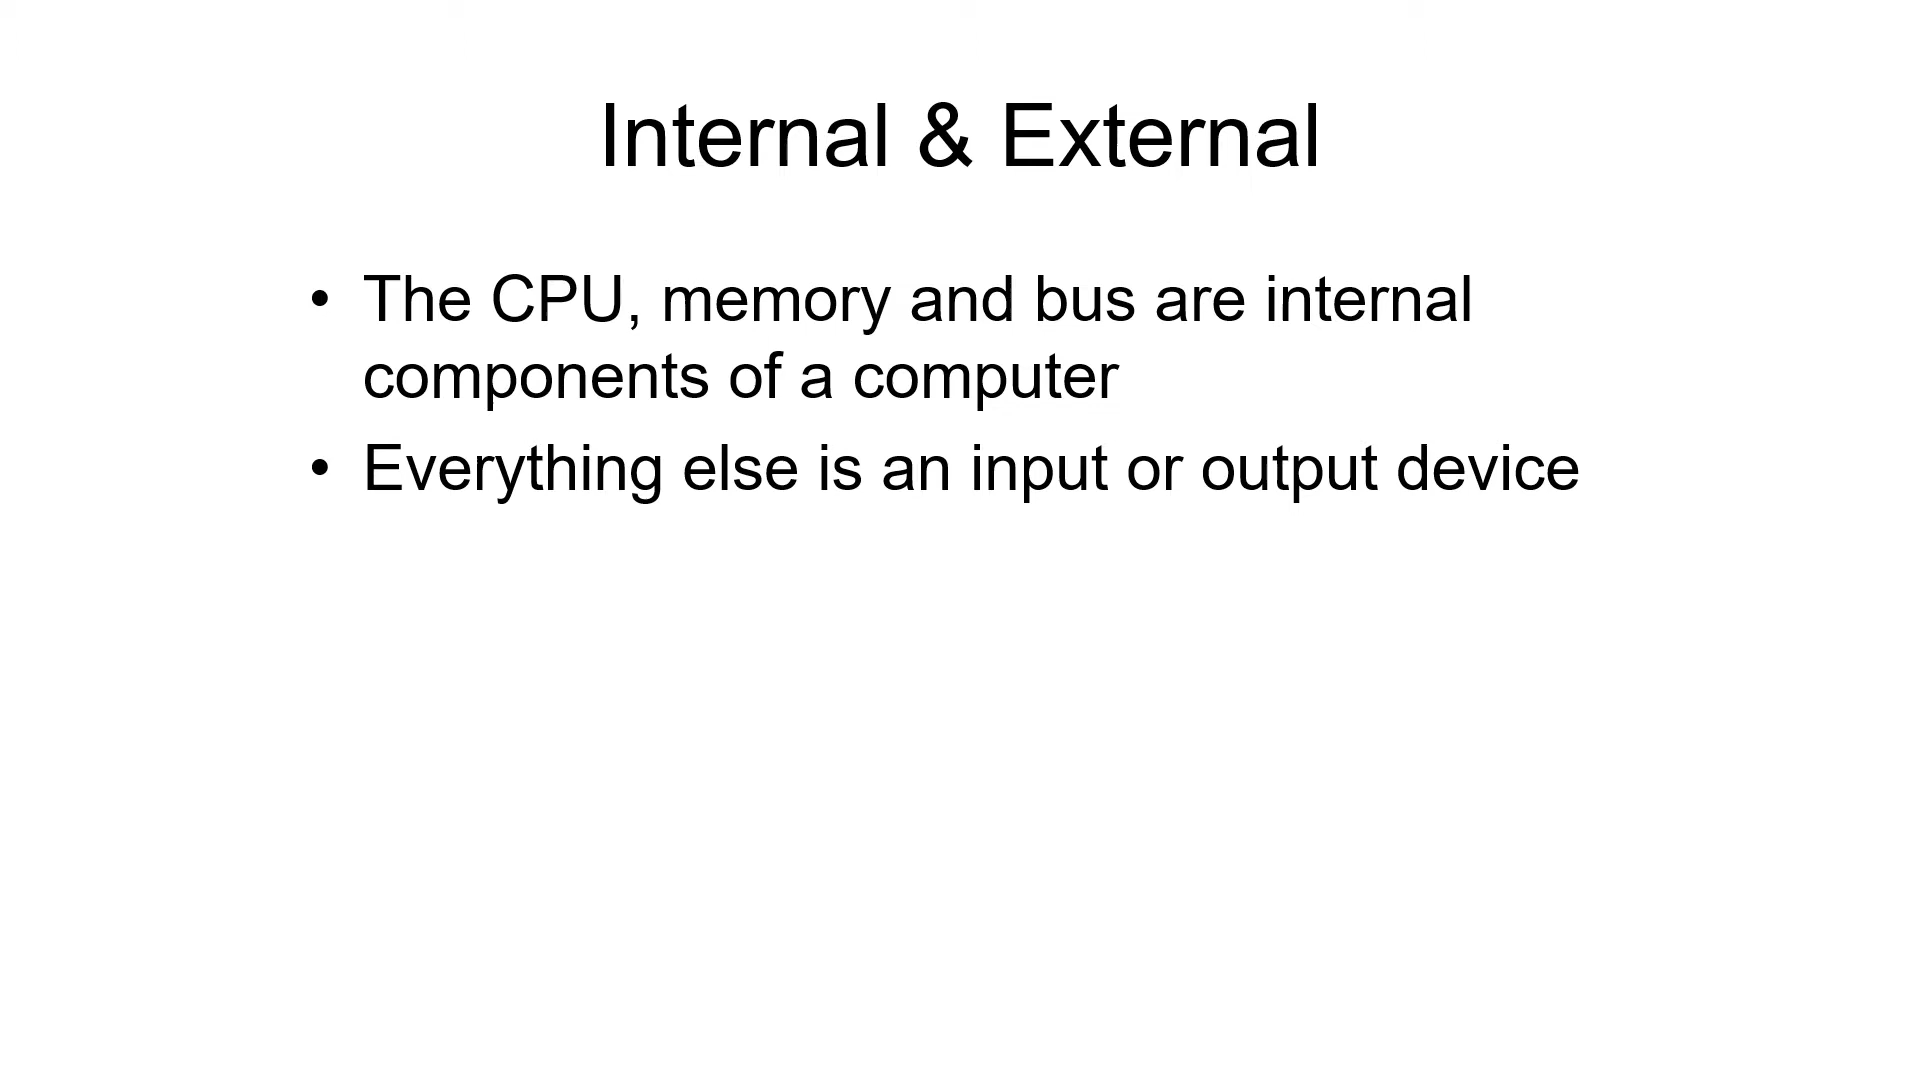 Internal & External
• The CPU, memory and bus are internal
components of a computer
• Everything else is an input or output device